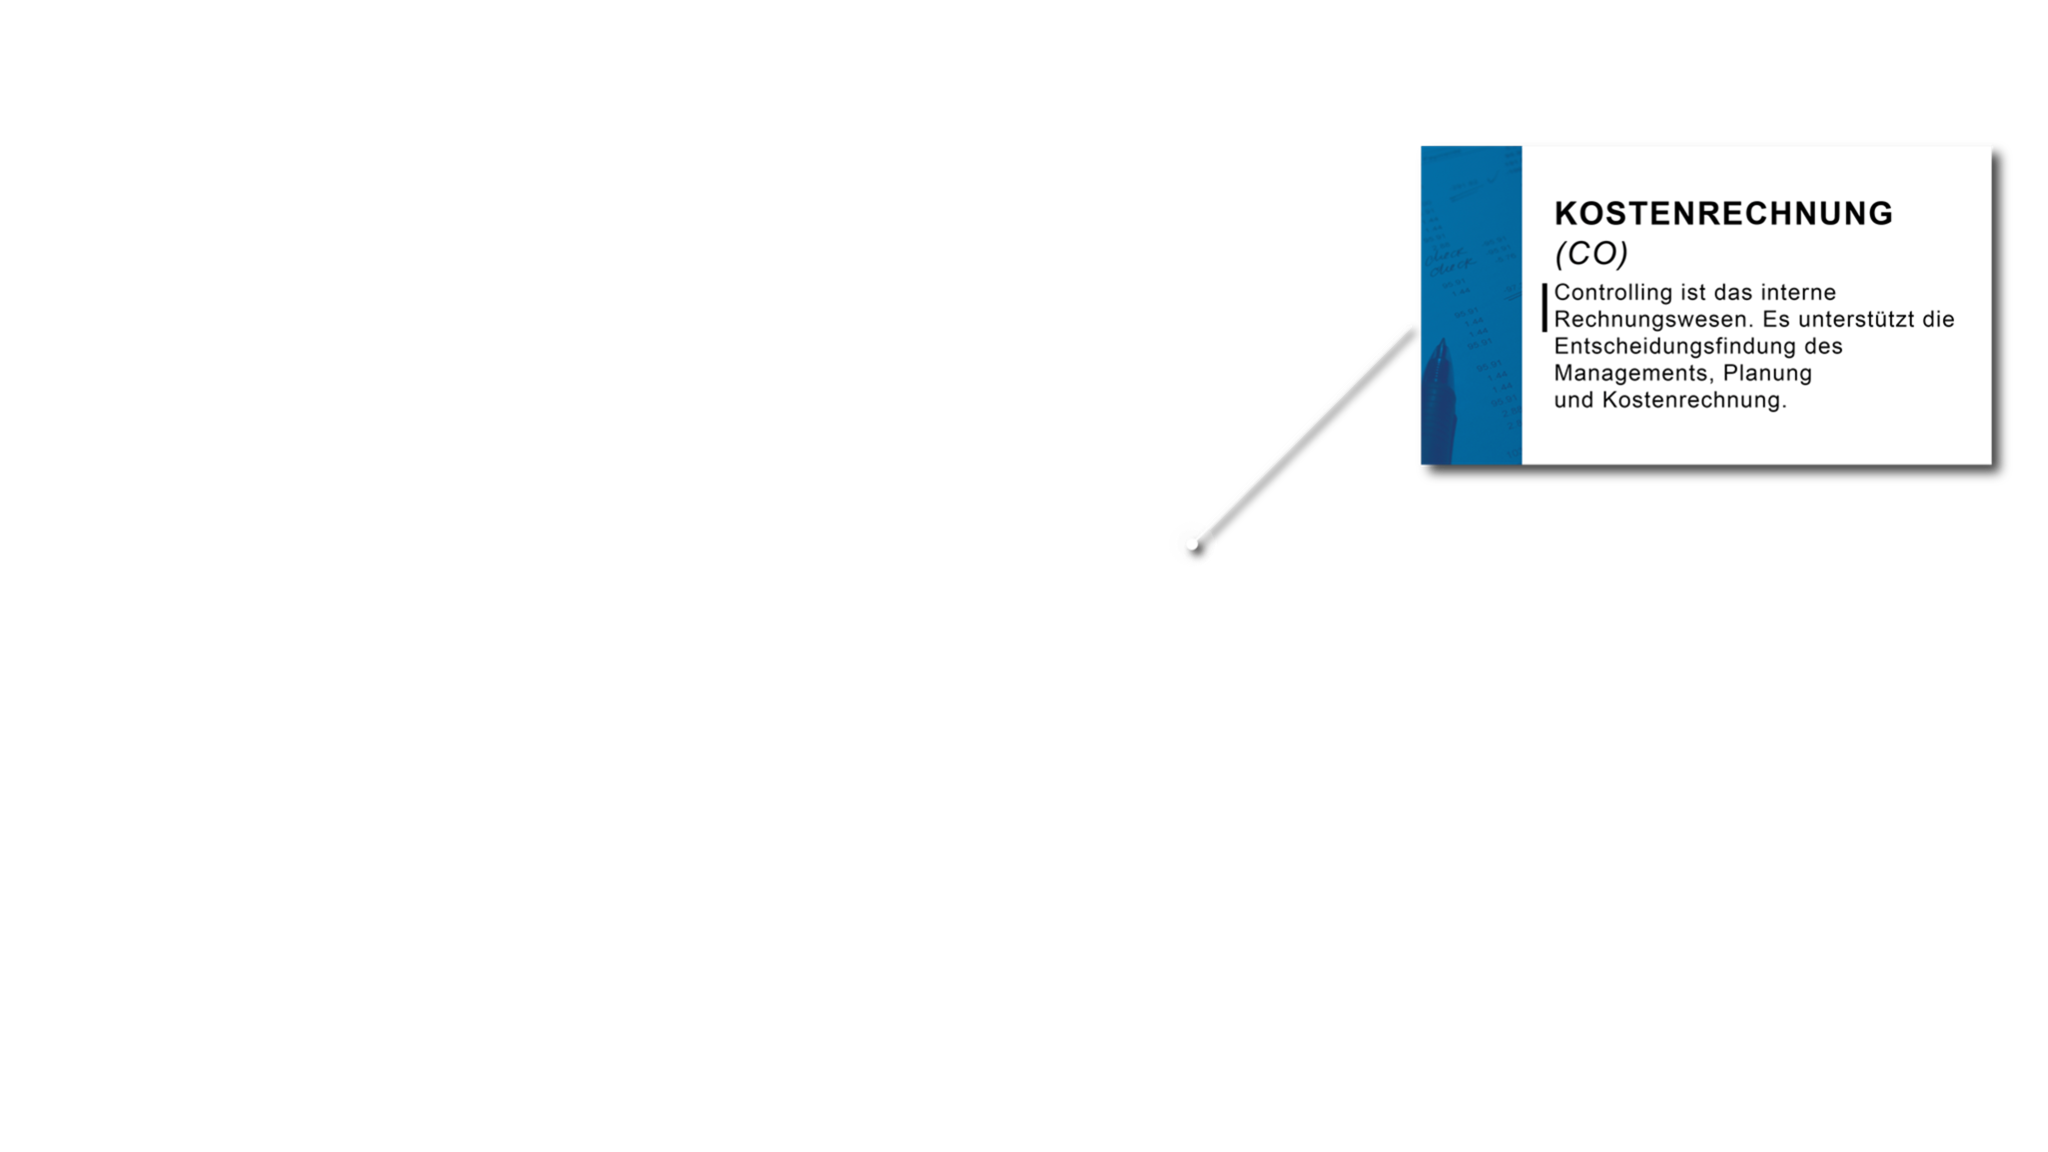 KOSTENRECHNUNG
(CO)
Controlling ist das interne
Rechnungswesen. Es unterstützt die
Entscheidungsfindung des
Managements, Planung
und Kostenrechnung.